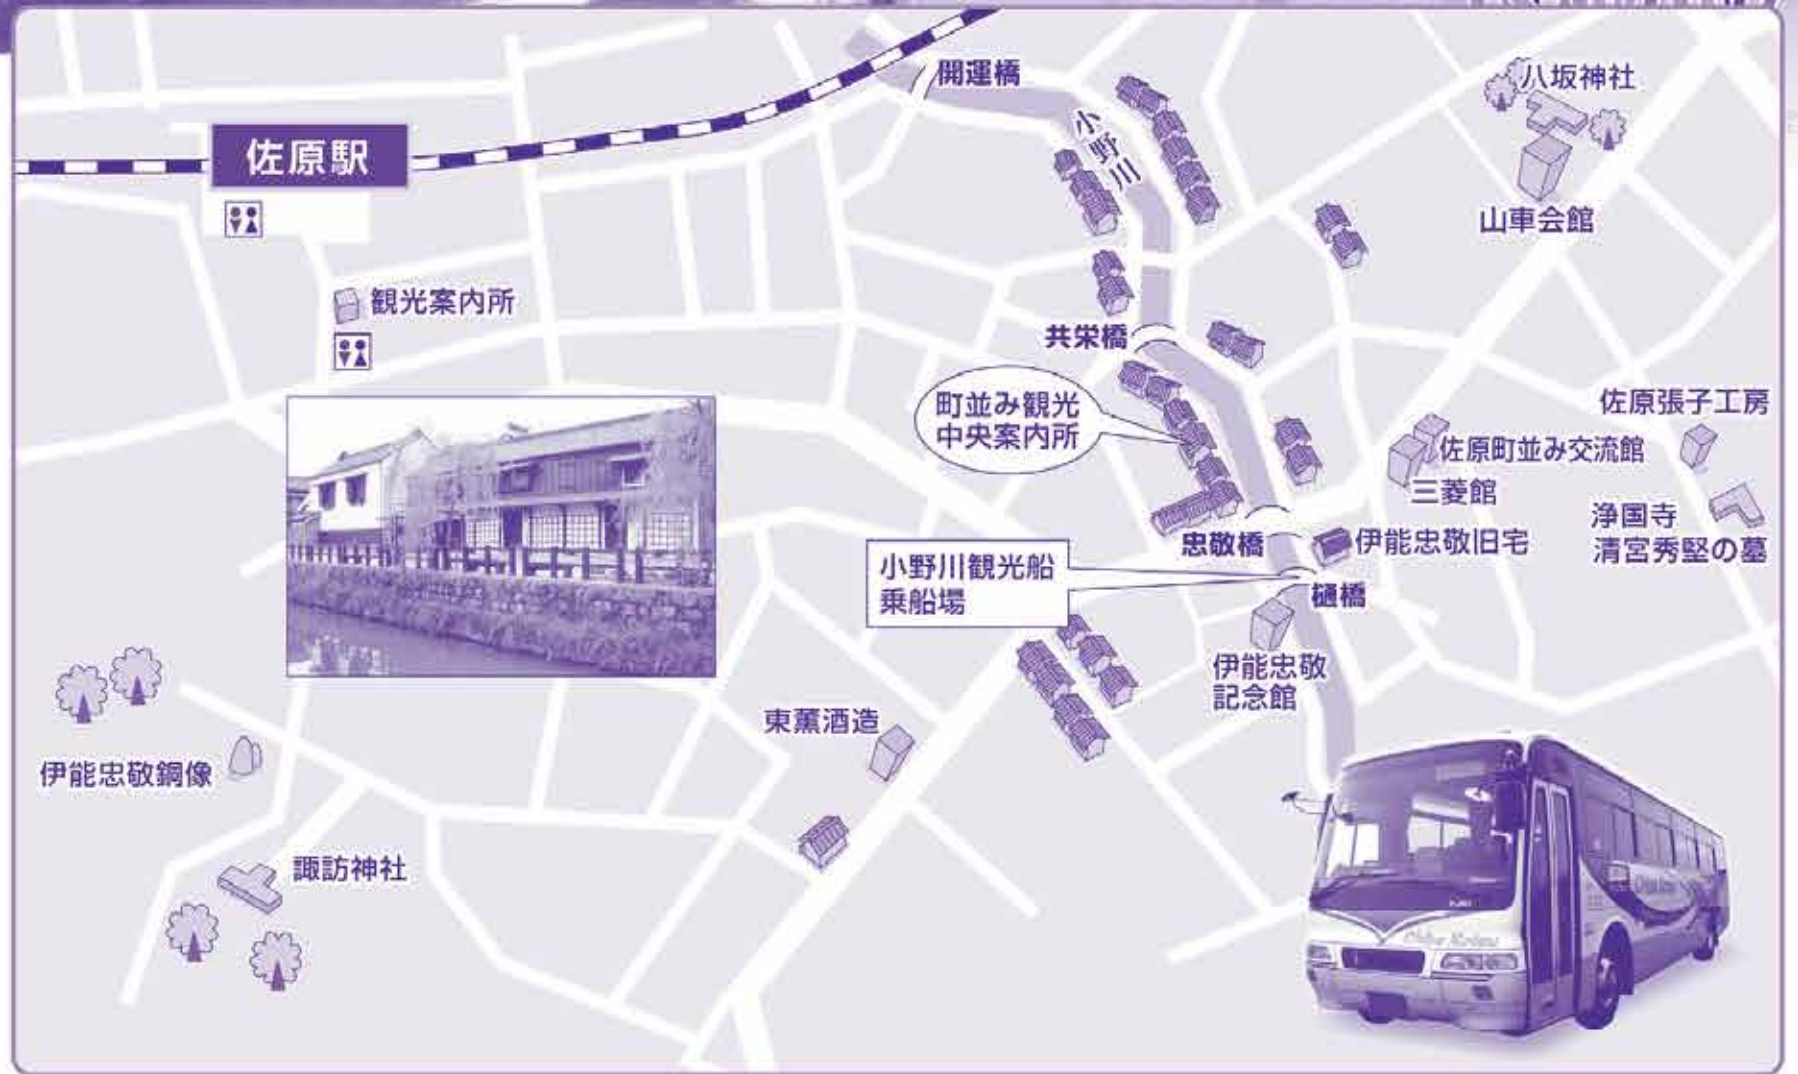 開運橋
八坂神社
小野川
佐原駅
山車会館
観光案内所
共栄橋
町並み観光
中央案内所
佐原張子工房
佐原町並み交流館
三菱館
浄国寺
清宮秀堅の墓
忠敬橋
伊能忠敬旧宅
小野川観光船
乗船場
樋橋
伊能忠敬
記念館
東薫酒造
伊能忠敬銅像
諏訪神社